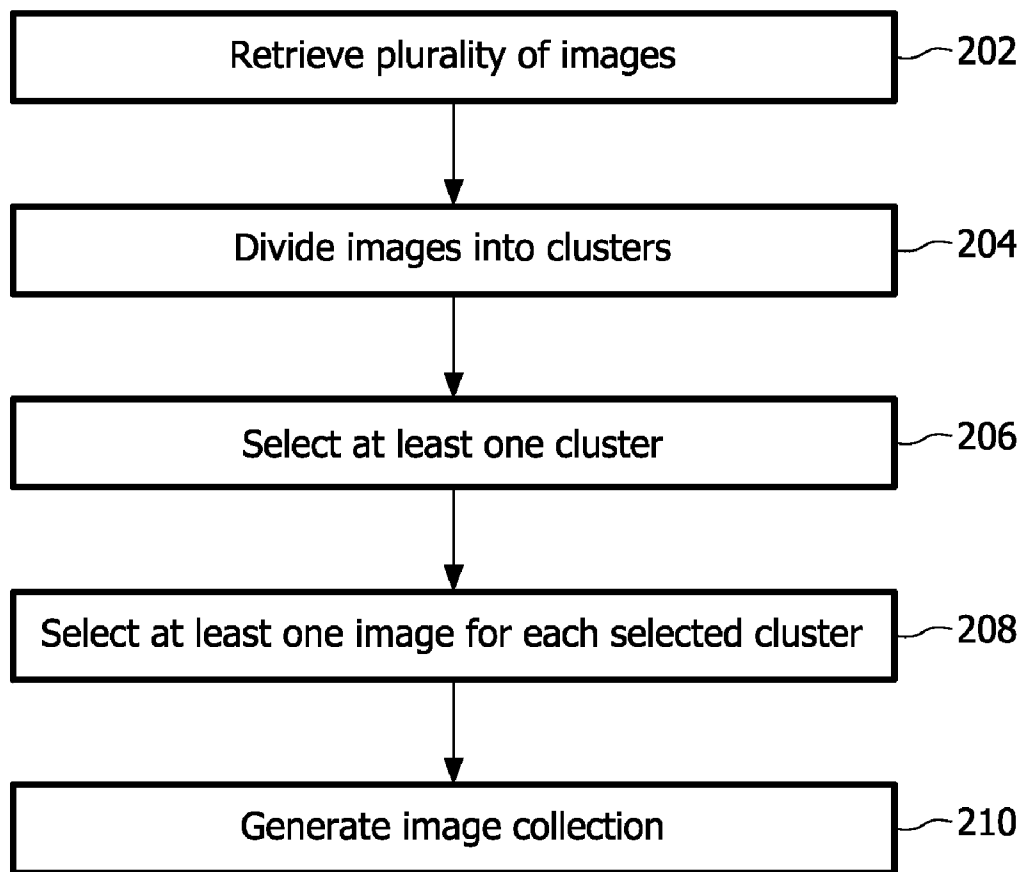 Retrieve plurality of images 202
Divide images into clusters 204
Select at least one cluster 206
Select at least one image for each selected cluster 208
Generate image collection 210